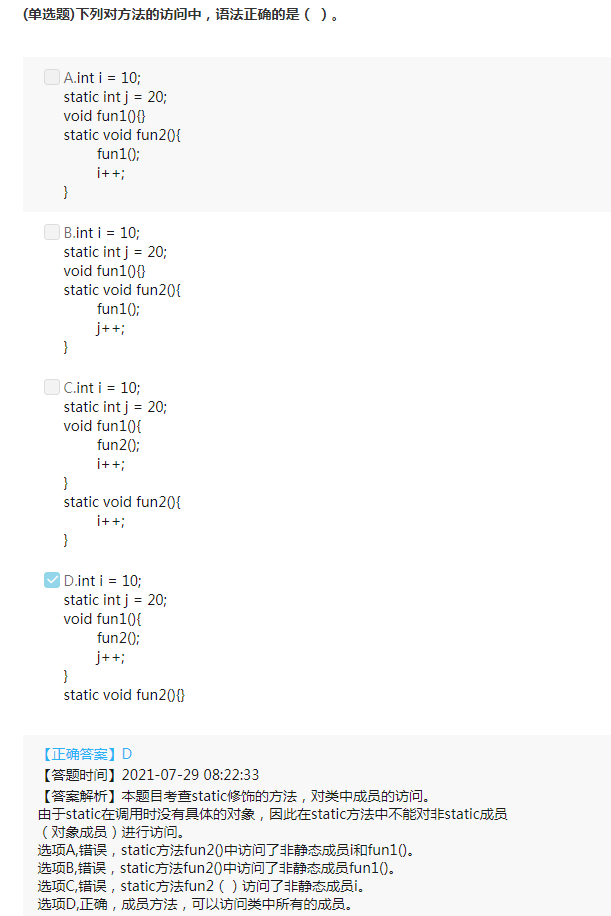 (单选题)下列对方法的访问中，语法正确的是（ ）。
A.int i = 10;
static int j = 20;
void fun1(){}
static void fun2(){
fun1();
i++;
}
B.int i = 10;
static int j = 20;
void fun1(){}
static void fun2(){
fun1();
j++;
}
C.int i = 10;
static int j = 20;
void fun1(){
fun2();
i++;
}
static void fun2(){
i++;
}
D.int i = 10;
static int j = 20;
void fun1(){
fun2();
j++;
}
static void fun2(){}
【正确答案】D
【答题时间】2021-07-29 08:22:33
【答案解析】本题目考查static修饰的方法，对类中成员的访问。
由于static在调用时没有具体的对象，因此在static方法中不能对非static成员
（对象成员）进行访问。
选项A,错误，static方法fun2()中访问了非静态成员i和fun1()。
选项B,错误，static方法fun2()中访问了非静态成员fun1()。
选项C,错误，static方法fun2（）访问了非静态成员i。
选项D,正确，成员方法，可以访问类中所有的成员。